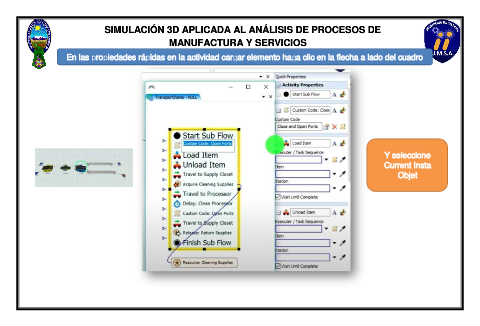 SIMULACIÓN 3D APLICADA AL ANÁLISIS DE PROCESOS DE
MANUFACTURA Y SERVICIOS
En las propiedades rápidas en la actividad cargar elemento haga clic en la flecha a lado del cuadro
U.M.S.A.
Quick Properties
Activity Properties
Start Sub Flow
Custom Code: Close
Custom Code
Close and Open Ports
Load Item
Executer / Task Sequence
Item
Station
Wait Until Complete
Unload Item
Executer / Task Sequence
Item
Station
Wait Until Complete
Start Sub Flow
Custom Code: Close Ports
Load Item
Unload Item
Travel to Supply Closet
Acquire Cleaning Supplies
Travel to Processor
Delay: Clean Processor
Custom Code: Open Ports
Travel to Supply Closet
Release: Return Supplies
Finish Sub Flow
Resource: Cleaning Supplies
Y seleccione
Current Insta
Objet